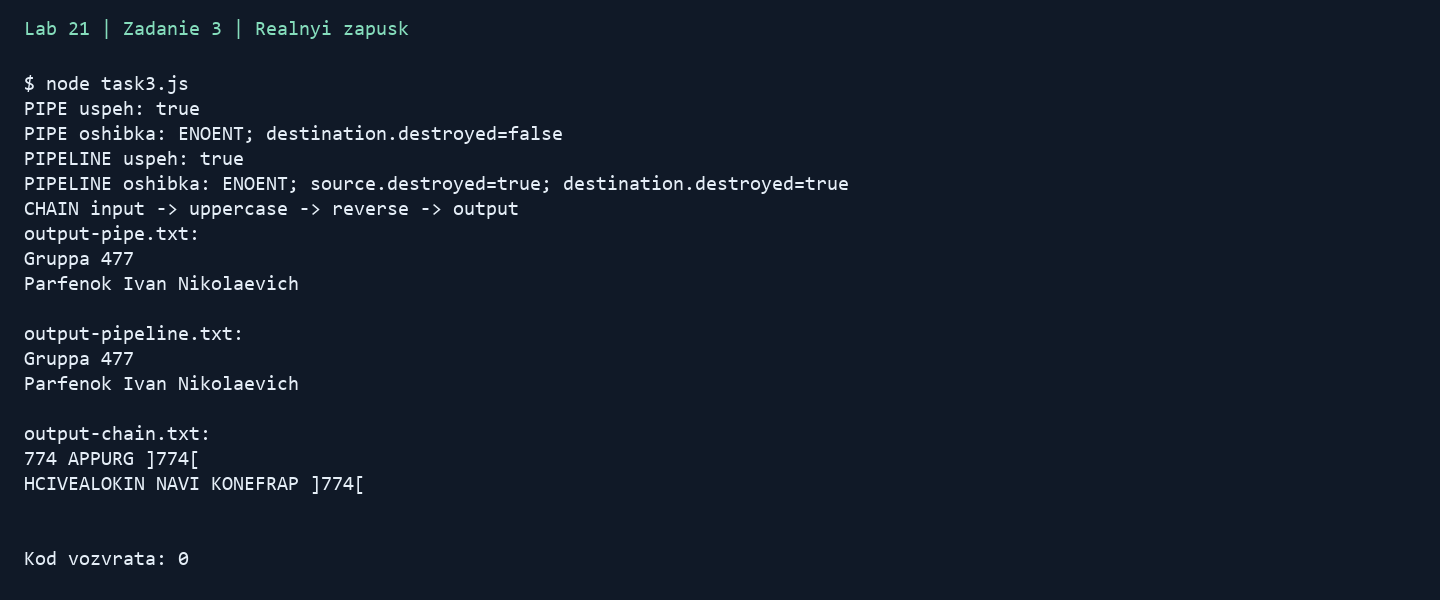 Lab 21 | Zadanie 3 | Realnyi zapusk
$ node task3.js
PIPE uspeh: true
PIPE oshibka: ENOENT; destination.destroyed=false
PIPELINE uspeh: true
PIPELINE oshibka: ENOENT; source.destroyed=true; destination.destroyed=true
CHAIN input -> uppercase -> reverse -> output
output-pipe.txt:
Gruppa 477
Parfenok Ivan Nikolaevich
output-pipeline.txt:
Gruppa 477
Parfenok Ivan Nikolaevich
output-chain.txt:
774 APPURG ]774[
HCIVEALOKIN NAVI KONEFRAP ]774[
Kod vozvrata: 0